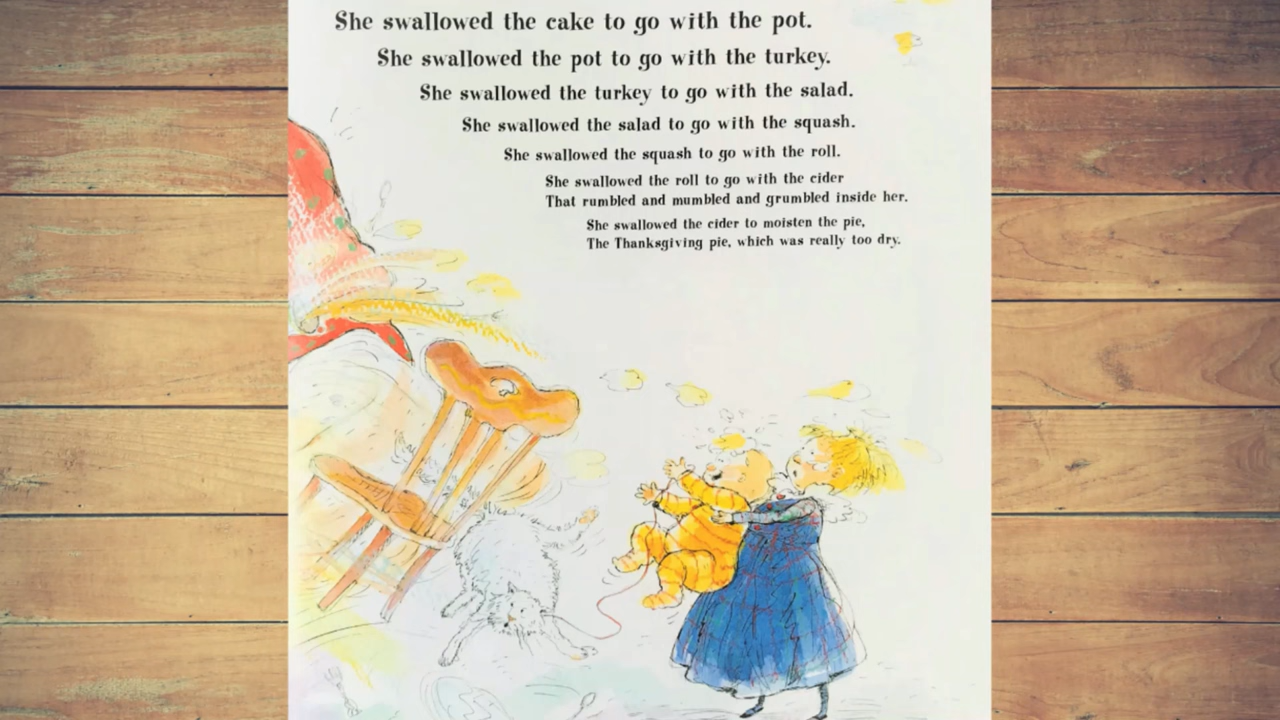 She swallowed the cake to go with the pot.
She swallowed the pot to go with the turkey.
She swallowed the turkey to go with the salad.
She swallowed the salad to go with the squash.
She swallowed the squash to go with the roll.
She swallowed the roll to go with the cider
That rumbled and mumbled and grumbled inside her.
She swallowed the cider to moisten the pie,
The Thanksgiving pie, which was really too dry.